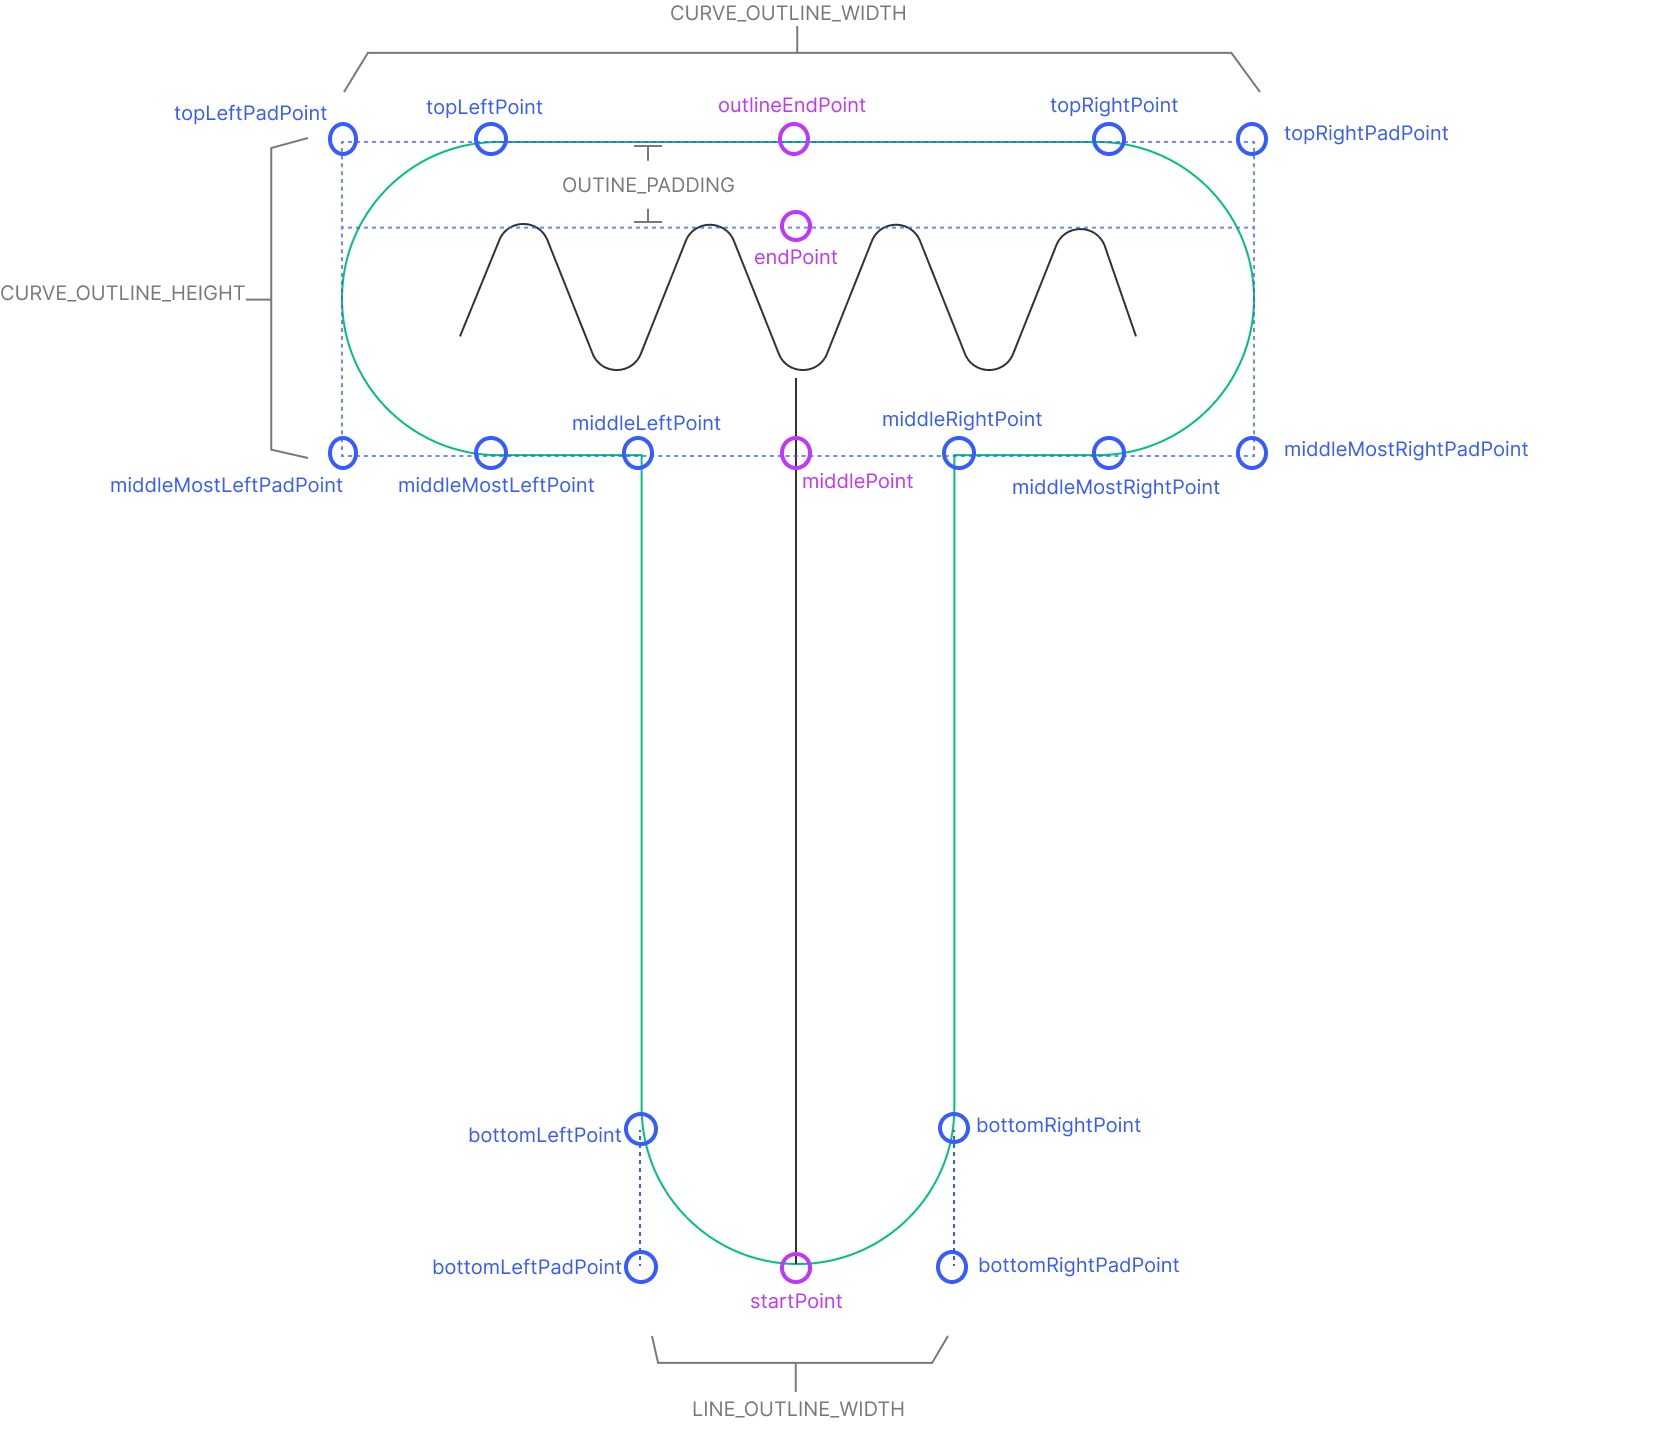 CURVE_OUTLINE_WIDTH
topLeftPadPoint
topLeftPoint
outlineEndPoint
topRightPoint
topRightPadPoint
OUTINE_PADDING
endPoint
CURVE_OUTLINE_HEIGHT
middleLeftPoint
middleRightPoint
middleMostRightPadPoint
middleMostLeftPadPoint
middleMostLeftPoint
middlePoint
middleMostRightPoint
bottomLeftPoint
bottomRightPoint
bottomLeftPadPoint
bottomRightPadPoint
startPoint
LINE_OUTLINE_WIDTH